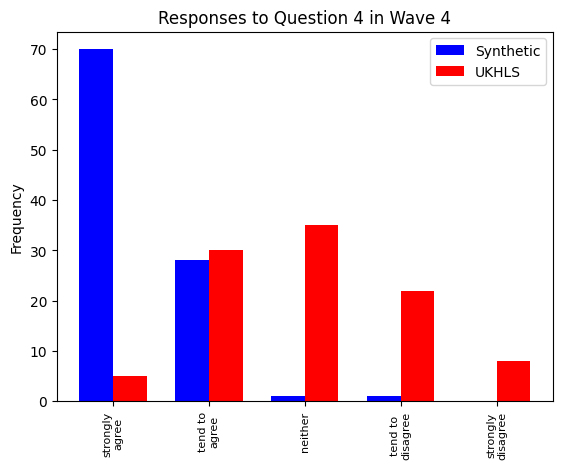 Responses to Question 4 in Wave 4
Synthetic
UKHLS
Frequency
70
60
50
40
30
20
10
0
strongly
agree
tend to
agree
neither
tend to
disagree
strongly
disagree